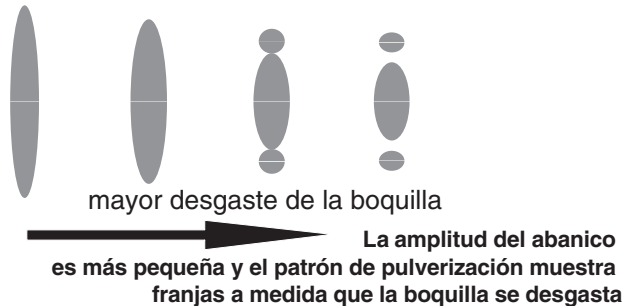 mayor desgaste de la boquilla
La amplitud del abanico
es más pequeña y el patrón de pulverización muestra
franjas a medida que la boquilla se desgasta